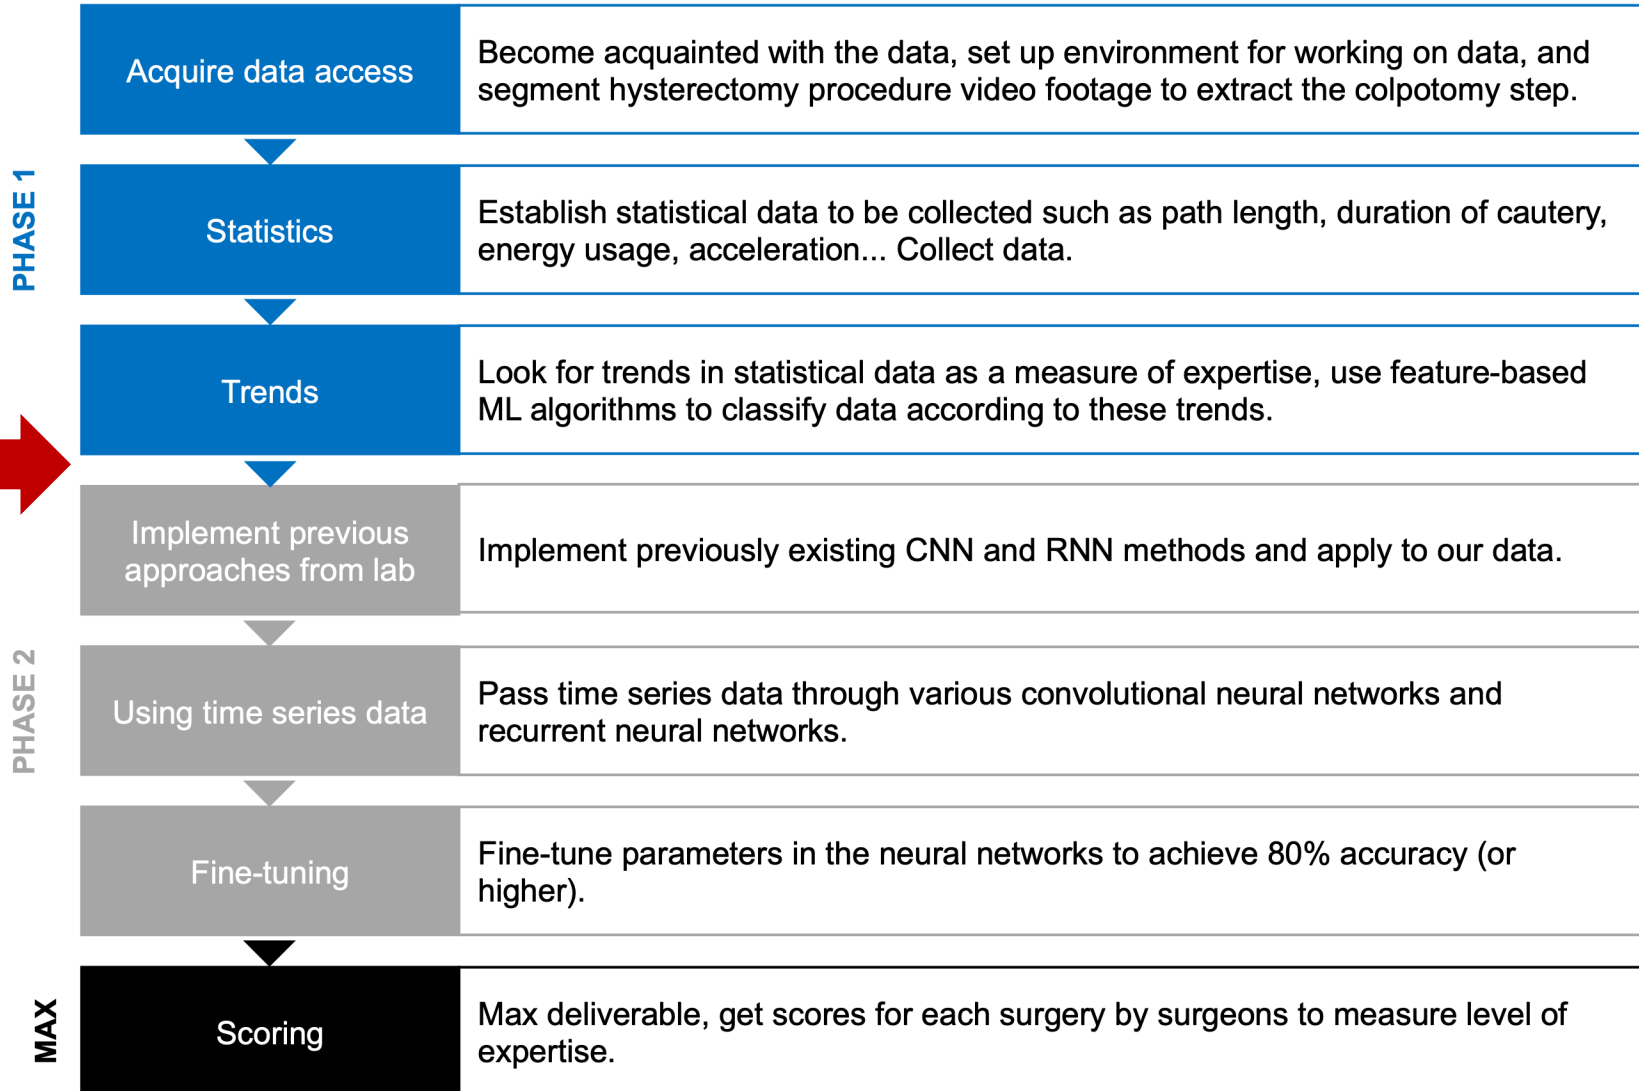 PHASE 1
Acquire data access
Become acquainted with the data, set up environment for working on data, and
segment hysterectomy procedure video footage to extract the colpotomy step.
Statistics
Establish statistical data to be collected such as path length, duration of cautery,
energy usage, acceleration... Collect data.
Trends
Look for trends in statistical data as a measure of expertise, use feature-based
ML algorithms to classify data according to these trends.
PHASE 2
Implement previous
approaches from lab
Implement previously existing CNN and RNN methods and apply to our data.
Using time series data
Pass time series data through various convolutional neural networks and
recurrent neural networks.
Fine-tuning
Fine-tune parameters in the neural networks to achieve 80% accuracy (or
higher).
MAX
Scoring
Max deliverable, get scores for each surgery by surgeons to measure level of
expertise.